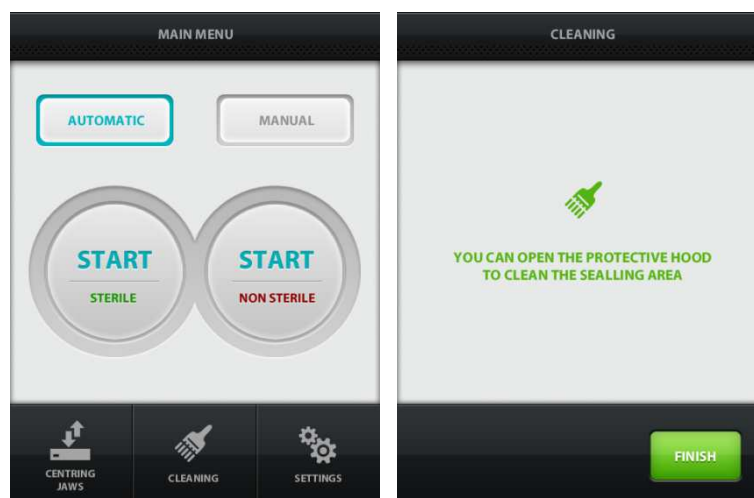 MAIN MENU
AUTOMATIC
MANUAL
START
STERILE
START
NON STERILE
CENTRING
JAWS
CLEANING
SETTINGS
CLEANING
YOU CAN OPEN THE PROTECTIVE HOOD
TO CLEAN THE SEALLING AREA
FINISH